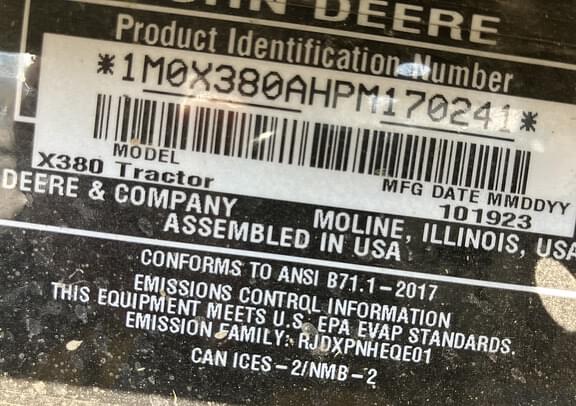 JOHN DEERE
Product Identification Number
*1M0X380AHPM170241*
MODEL
X380 Tractor
MFG DATE MMDDYY
101923
DEERE & COMPANY MOLINE, ILLINOIS, USA
ASSEMBLED IN USA
CONFORMS TO ANSI B71.1-2017
EMISSIONS CONTROL INFORMATION
THIS EQUIPMENT MEETS U.S. EPA EVAP STANDARDS.
EMISSION FAMILY: RJDXPNHEQE01
CAN ICES-2/NMB-2